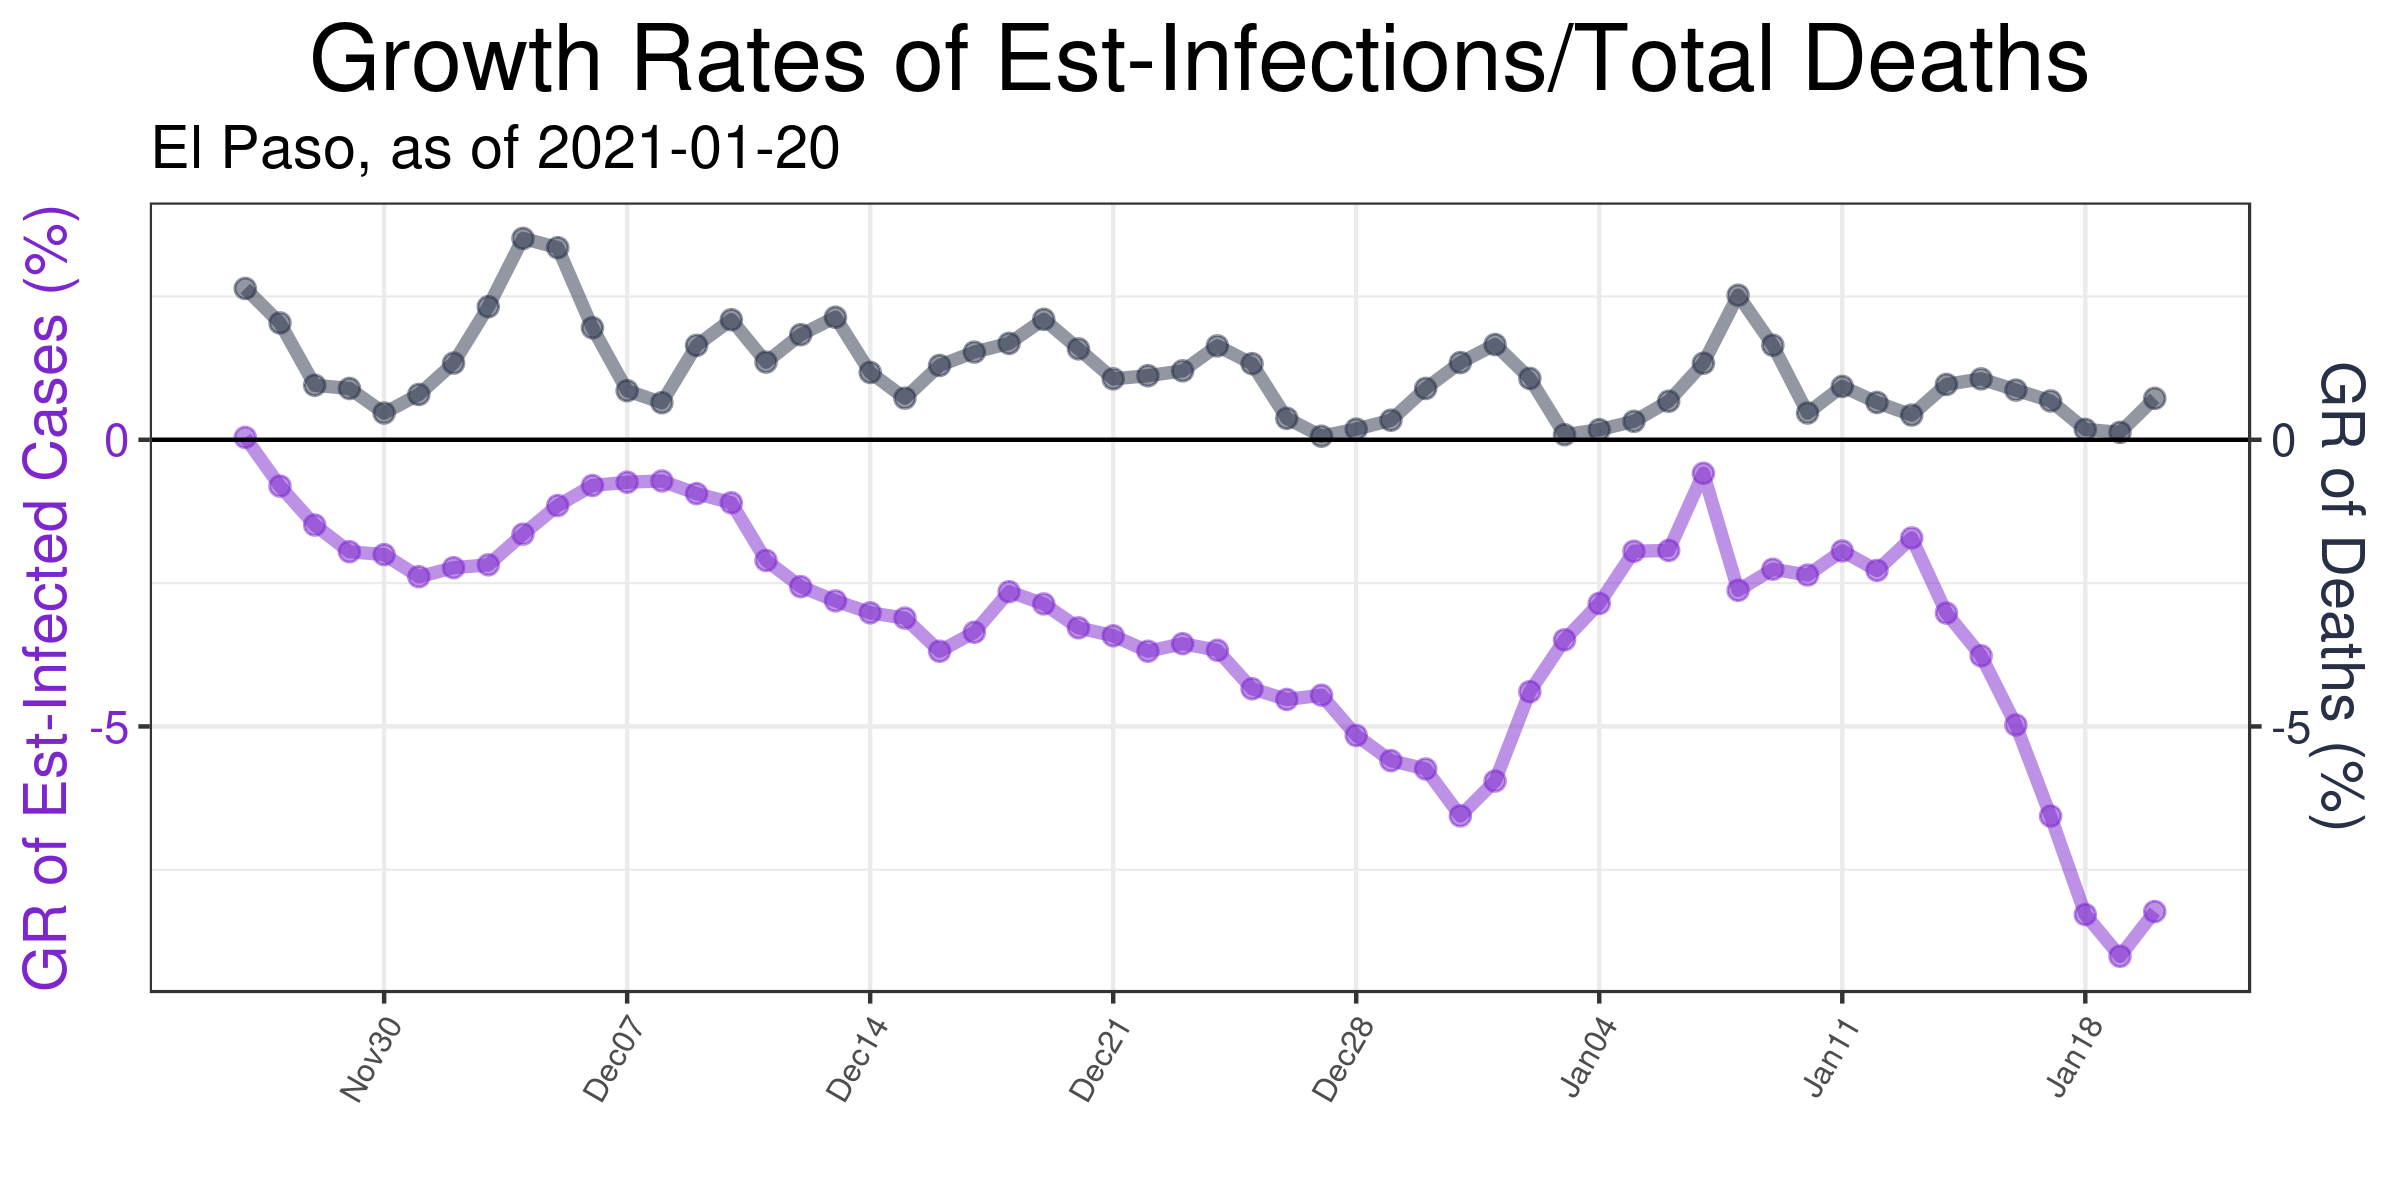 Growth Rates of Est-Infections/Total Deaths
El Paso, as of 2021-01-20
GR of Est-Infected Cases (%)
0
-5
0
-5
GR of Deaths (%)
Nov30
Dec07
Dec14
Dec21
Dec28
Jan04
Jan11
Jan18